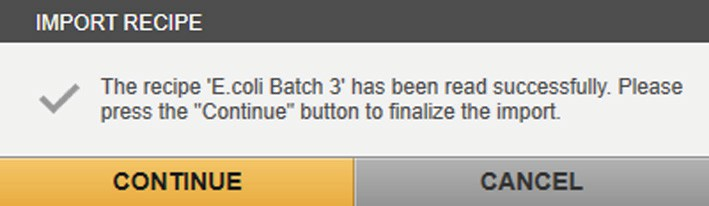 IMPORT RECIPE
The recipe 'E.coli Batch 3' has been read successfully. Please
press the "Continue" button to finalize the import.
CONTINUE
CANCEL